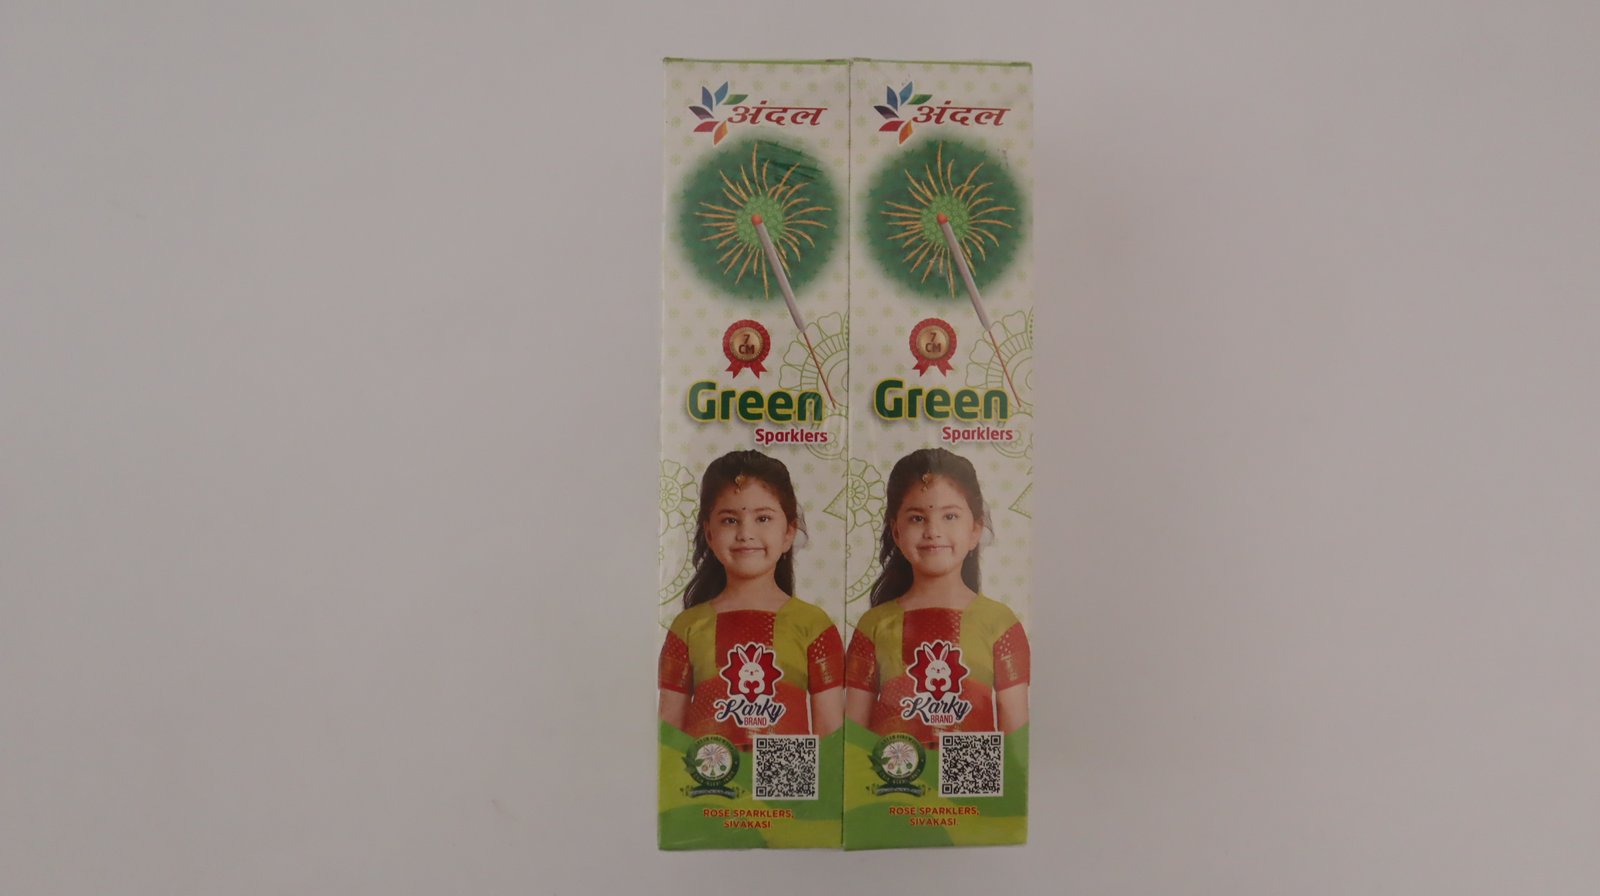 अंदल
7
CM
Green
Sparklers
Karky
BRAND
ROSE SPARKLERS,
SIVAKASI.
अंदल
7
CM
Green
Sparklers
Karky
BRAND
ROSE SPARKLERS,
SIVAKASI.